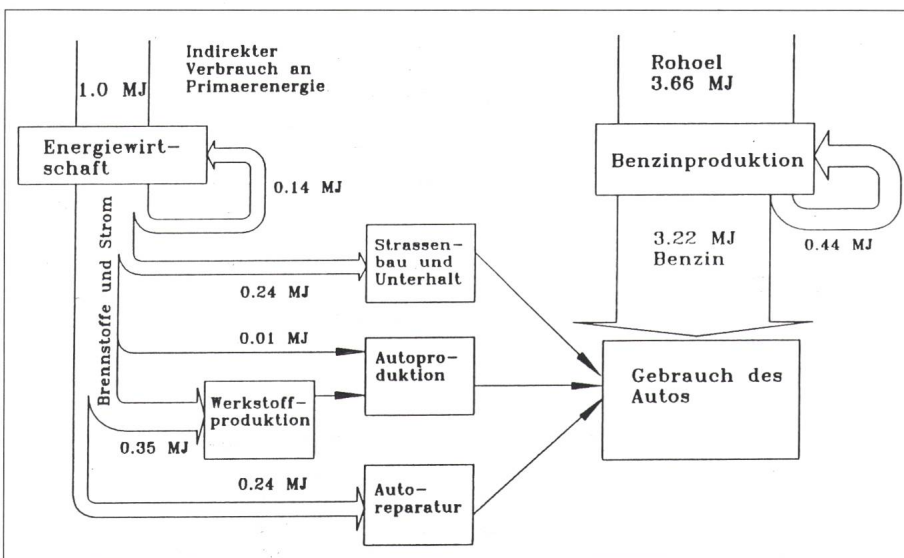 Indirekter
Verbrauch an
Primaerenergie
1.0 MJ
Energiewirt-
schaft
0.14 MJ
Brennstoffe und Strom
0.24 MJ
Strassen-
bau und
Unterhalt
0.01 MJ
Autopro-
duktion
Werkstoff-
produktion
0.35 MJ
0.24 MJ
Auto-
reparatur
Rohoel
3.66 MJ
Benzinproduktion
0.44 MJ
3.22 MJ
Benzin
Gebrauch des
Autos